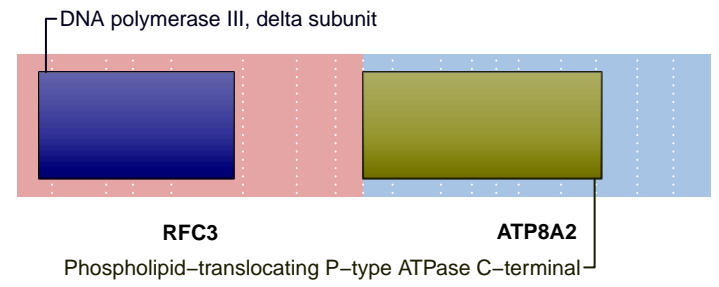 DNA polymerase III, delta subunit
RFC3 ATP8A2
Phospholipid−translocating P−type ATPase C−terminal